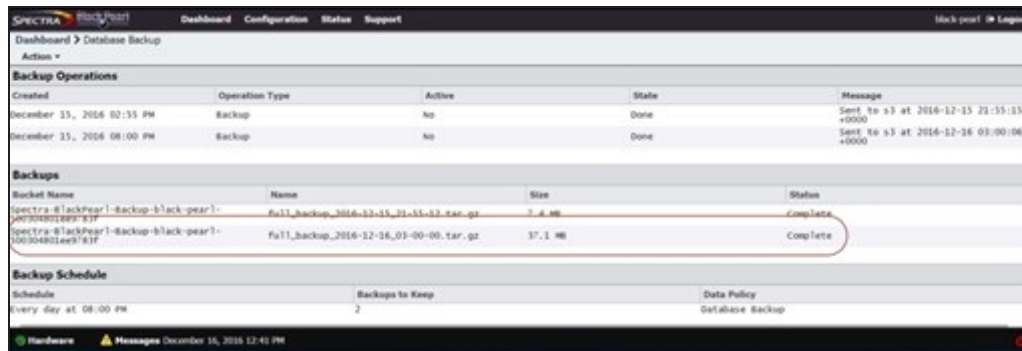 SPECTRA BlackPearl Dashboard Configuration Status Support black-pearl Logout
Dashboard > Database Backup
Action
Backup Operations
Created Operation Type Active State Message
December 15, 2016 02:55 PM Backup No Done Sent to s3 at 2016-12-15 21:55:15 +0000
December 15, 2016 08:00 PM Backup No Done Sent to s3 at 2016-12-16 03:00:06 +0000
Backups
Bucket Name Name Size Status
Spectra-BlackPearl-Backup-black-pearl- full_backup_2016-12-15_21-55-12.tar.gz 7.4 MB Complete
Spectra-BlackPearl-Backup-black-pearl- full_backup_2016-12-16_03-00-00.tar.gz 37.1 MB Complete
Backup Schedule
Schedule Backups to Keep Data Policy
Every day at 08:00 PM 2 Database Backup
Hardware Messages December 16, 2016 12:41 PM